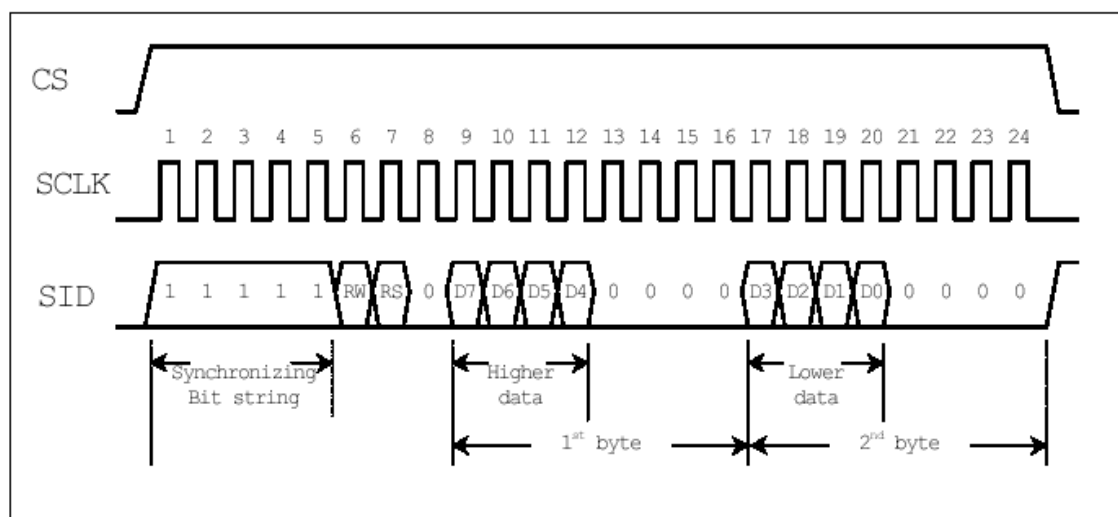 CS
1 2 3 4 5 6 7 8 9 10 11 12 13 14 15 16 17 18 19 20 21 22 23 24
SCLK
SID 1 1 1 1 1 RW RS 0 D7 D6 D5 D4 0 0 0 0 D3 D2 D1 D0 0 0 0 0
Synchronizing
Bit string
Higher
data
Lower
data
1st byte
2nd byte